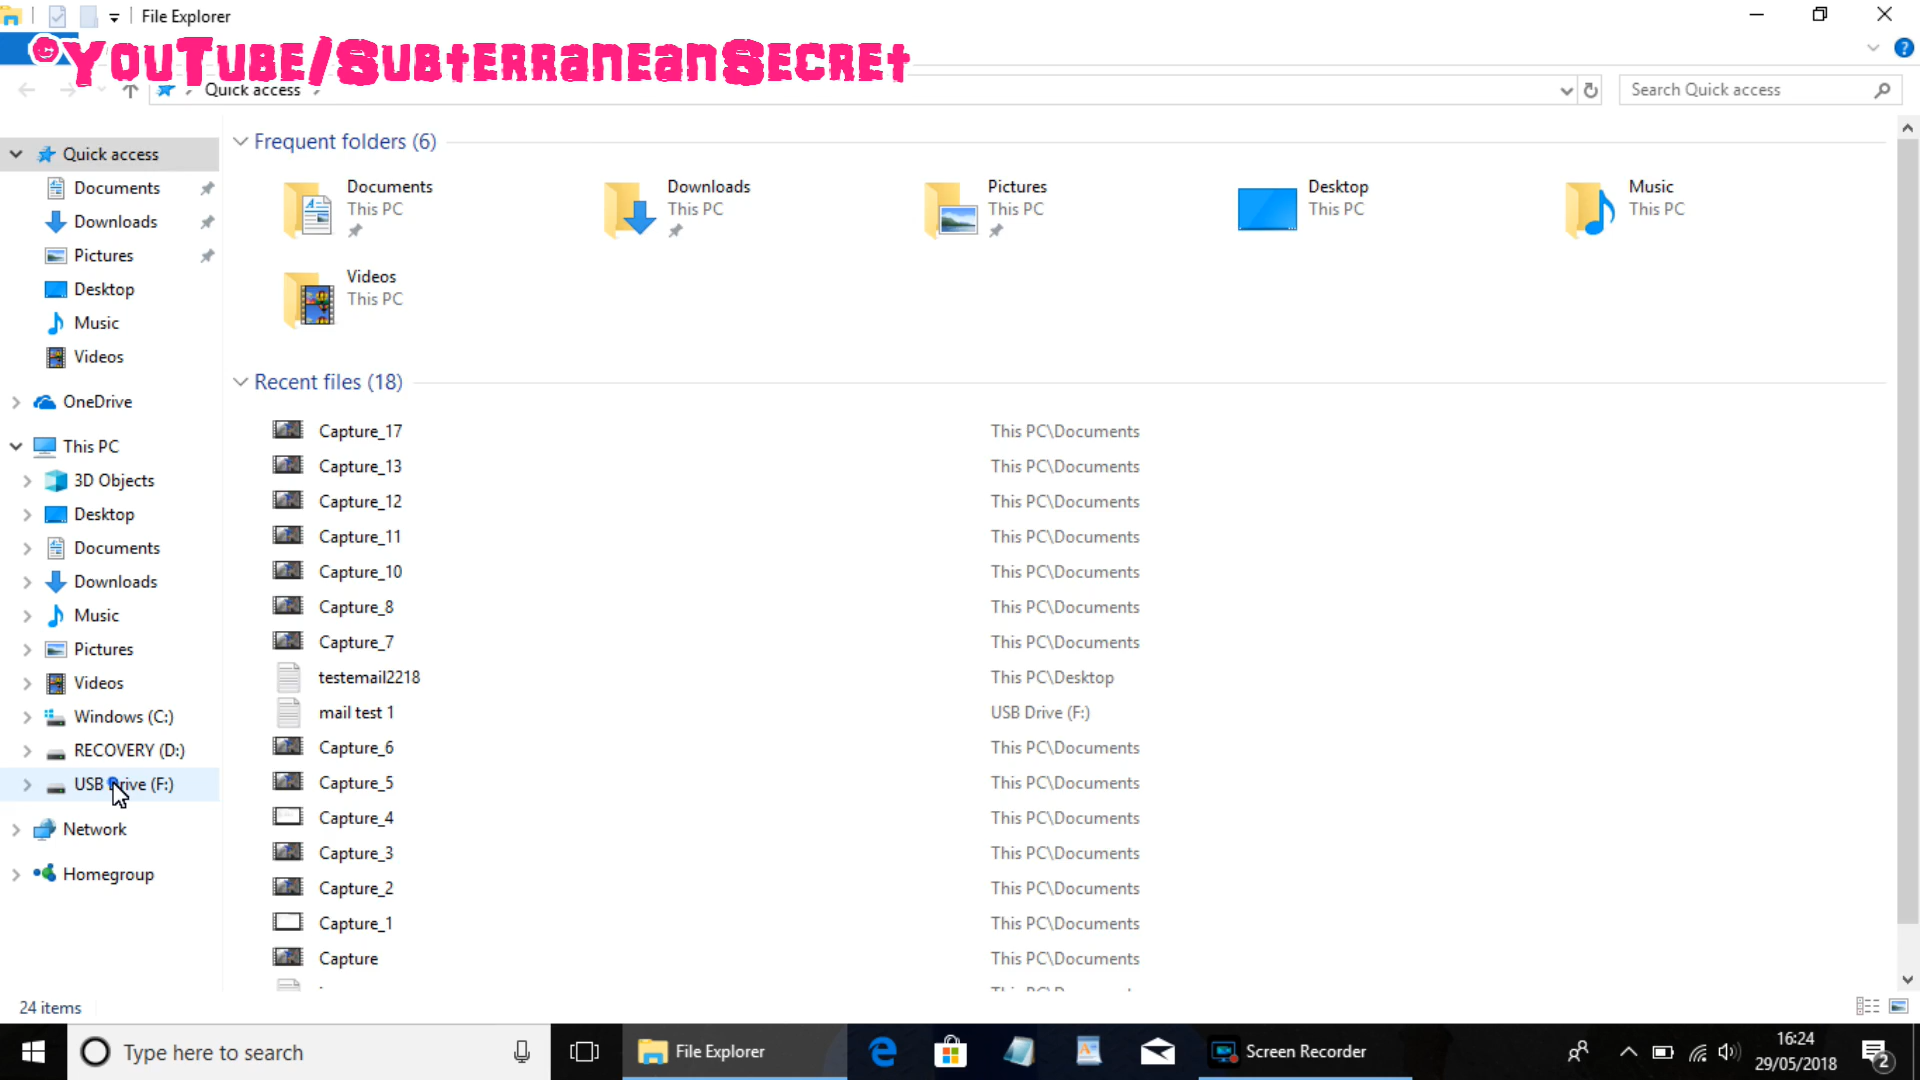 File Explorer
©YouTube/SubterraneanSecret
Quick access
Search Quick access
Quick access
Documents
Downloads
Pictures
Desktop
Music
Videos
OneDrive
This PC
3D Objects
Desktop
Documents
Downloads
Music
Pictures
Videos
Windows (C:)
RECOVERY (D:)
USB Drive (F:)
Network
Homegroup
Frequent folders (6)
Documents
This PC
Downloads
This PC
Pictures
This PC
Desktop
This PC
Music
This PC
Videos
This PC
Recent files (18)
Capture_17 This PC\Documents
Capture_13 This PC\Documents
Capture_12 This PC\Documents
Capture_11 This PC\Documents
Capture_10 This PC\Documents
Capture_8 This PC\Documents
Capture_7 This PC\Documents
testemail2218 This PC\Desktop
mail test 1 USB Drive (F:)
Capture_6 This PC\Documents
Capture_5 This PC\Documents
Capture_4 This PC\Documents
Capture_3 This PC\Documents
Capture_2 This PC\Documents
Capture_1 This PC\Documents
Capture This PC\Documents
24 items
Type here to search
File Explorer
Screen Recorder
16:24
29/05/2018
2